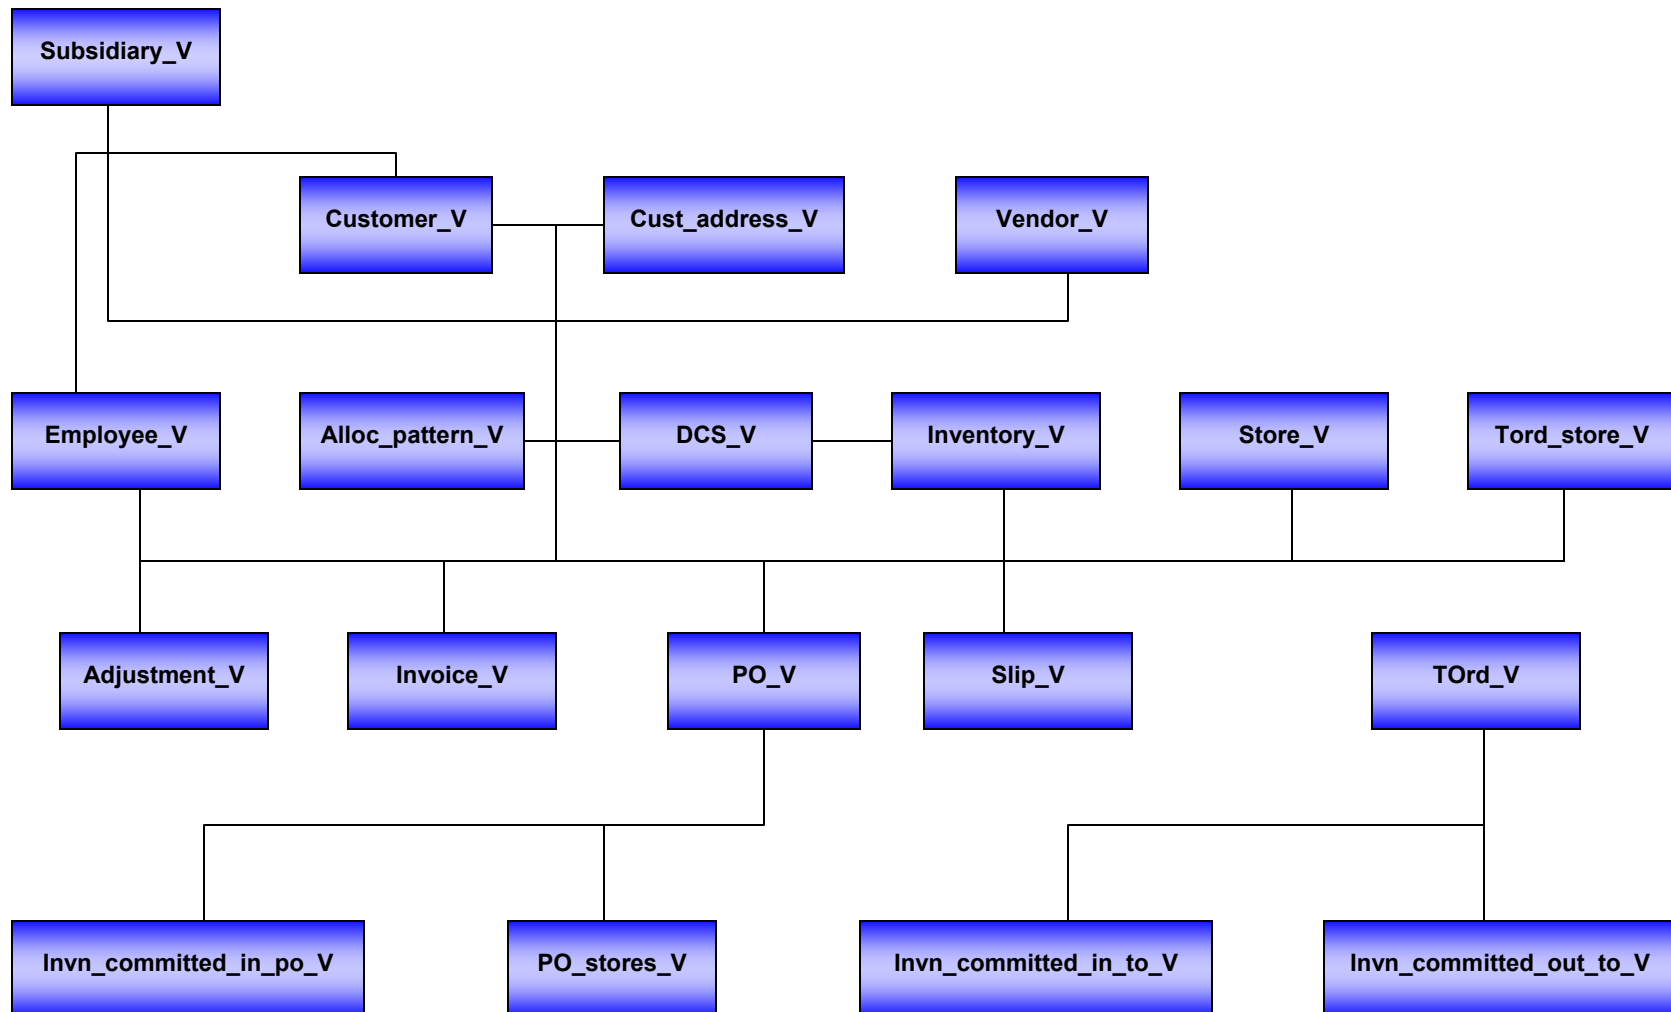 Subsidiary_V
Customer_V
Cust_address_V
Vendor_V
Employee_V
Alloc_pattern_V
DCS_V
Inventory_V
Store_V
Tord_store_V
Adjustment_V
Invoice_V
PO_V
Slip_V
TOrd_V
Invn_committed_in_po_V
PO_stores_V
Invn_committed_in_to_V
Invn_committed_out_to_V